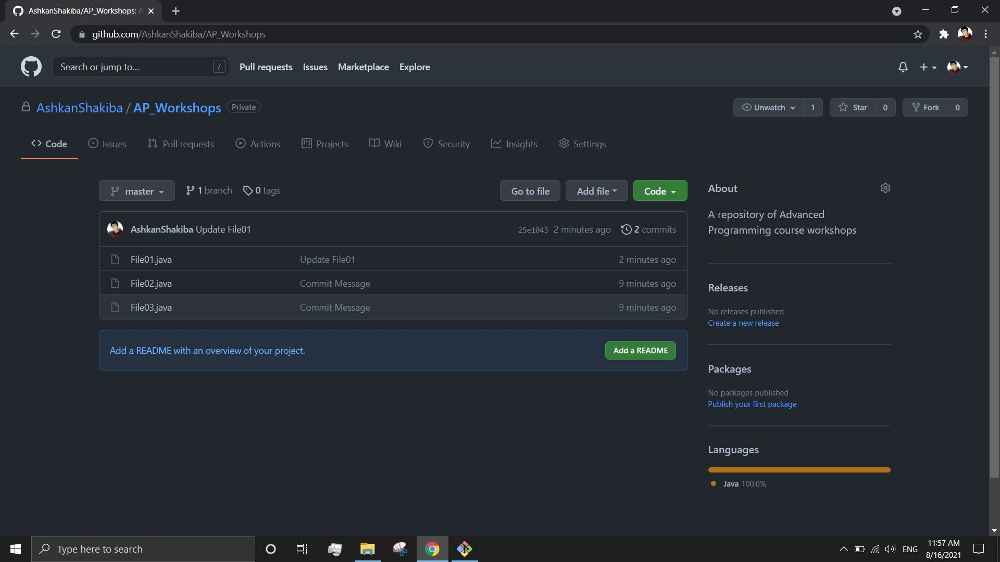 AshkanShakiba/AP_Workshops: A
github.com/AshkanShakiba/AP_Workshops
Search or jump to... / Pull requests Issues Marketplace Explore
AshkanShakiba / AP_Workshops Private Unwatch 1 Star 0 Fork 0
Code Issues Pull requests Actions Projects Wiki Security Insights Settings
master 1 branch 0 tags Go to file Add file Code
AshkanShakiba Update File01 25e1043 2 minutes ago 2 commits
File01.java Update File01 2 minutes ago
File02.java Commit Message 9 minutes ago
File03.java Commit Message 9 minutes ago
Add a README with an overview of your project. Add a README
About
A repository of Advanced
Programming course workshops
Releases
No releases published
Create a new release
Packages
No packages published
Publish your first package
Languages
Java 100.0%
Type here to search
ENG
11:57 AM
8/16/2021